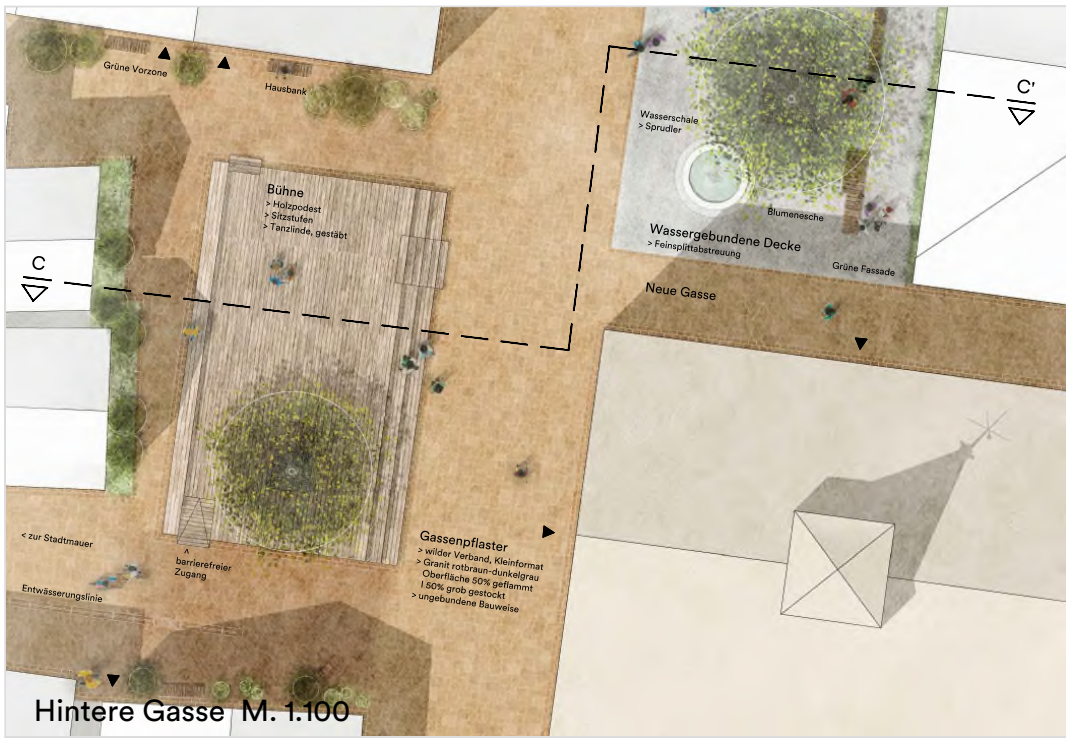 Grüne Vorzone
Hausbank
C'
Wasserschale
> Sprudler
Bühne
> Holzpodest
> Sitzstufen
> Tanzlinde, gestäbt
Blumenesche
Wassergebundene Decke
> Feinsplittabstreuung
Grüne Fassade
C
Neue Gasse
< zur Stadtmauer
^
barrierefreier
Zugang
Gassenpflaster
> wilder Verband, Kleinformat
> Granit rotbraun-dunkelgrau
Oberfläche 50% geflammt
I 50% grob gestockt
> ungebundene Bauweise
Entwässerungslinie
Hintere Gasse M. 1.100